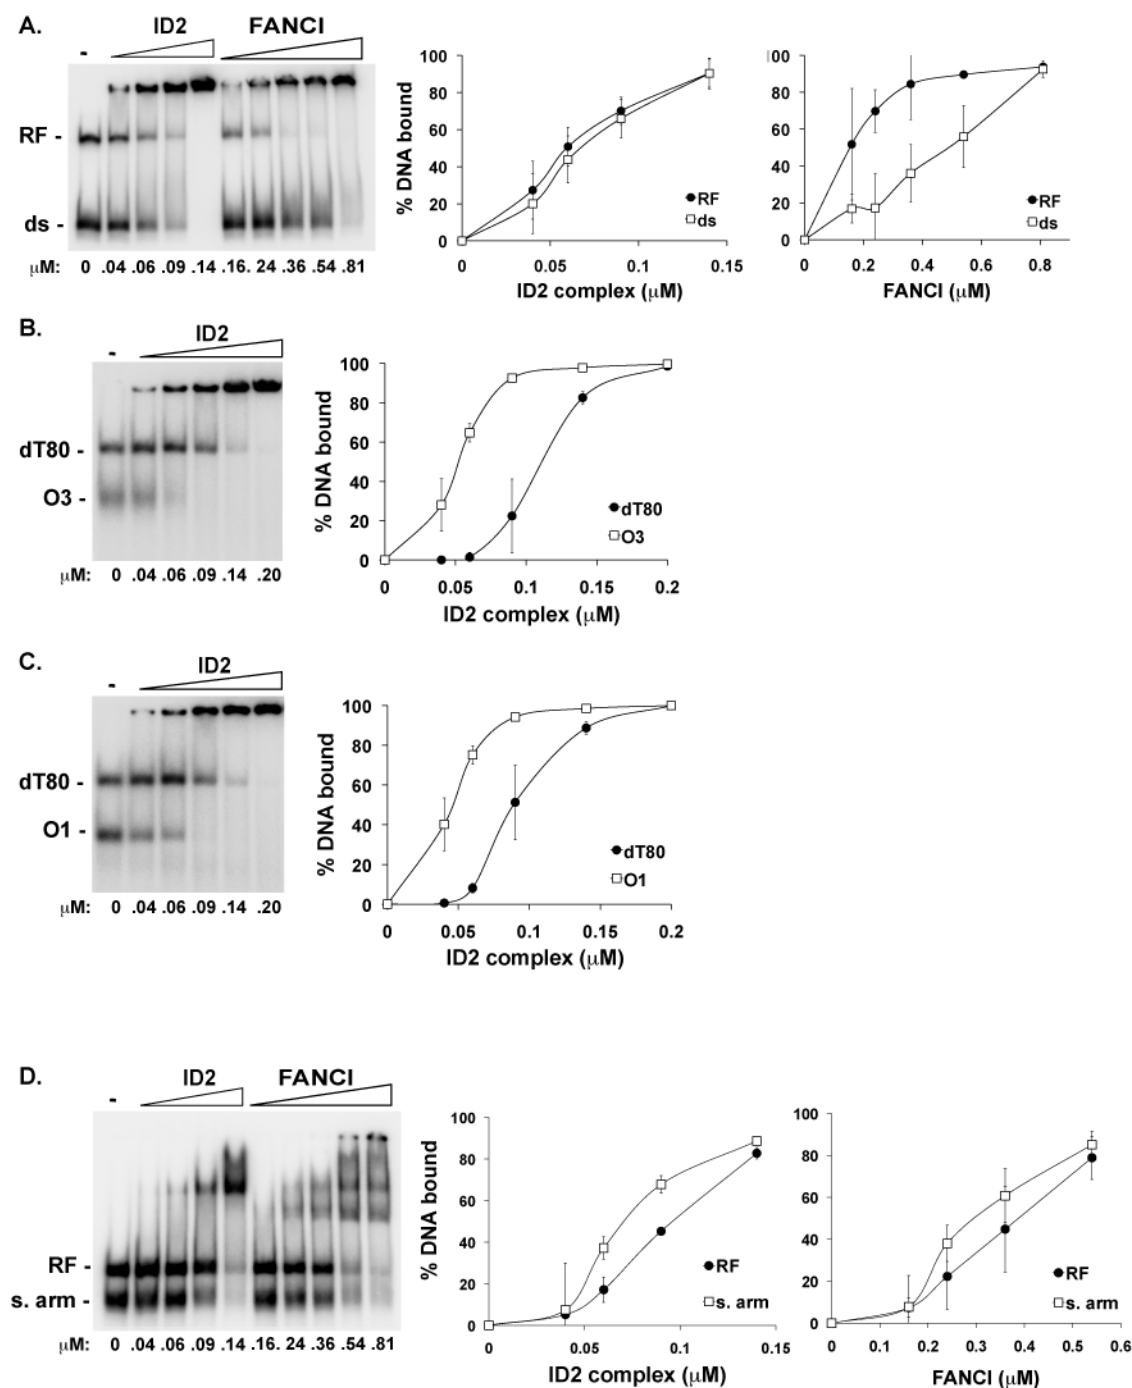 A.
ID2 FANCI
-
RF -
ds -
μM: 0 .04 .06 .09 .14 .16. 24 .36 .54 .81
% DNA bound
100
80
60
40
20
0
RF
ds
0 0.05 0.1 0.15
ID2 complex (μM)
100
80
60
40
20
0
RF
ds
0 0.2 0.4 0.6 0.8
FANCI (μM)
B.
ID2
-
dT80 -
O3 -
μM: 0 .04 .06 .09 .14 .20
% DNA bound
100
80
60
40
20
0
dT80
O3
0 0.05 0.1 0.15 0.2
ID2 complex (μM)
C.
ID2
-
dT80 -
O1 -
μM: 0 .04 .06 .09 .14 .20
% DNA bound
100
80
60
40
20
0
dT80
O1
0 0.05 0.1 0.15 0.2
ID2 complex (μM)
D.
ID2 FANCI
-
RF -
s. arm -
μM: 0 .04 .06 .09 .14 .16. 24 .36 .54 .81
% DNA bound
100
80
60
40
20
0
RF
s. arm
0 0.05 0.1 0.15
ID2 complex (μM)
100
80
60
40
20
0
RF
s. arm
0 0.1 0.2 0.3 0.4 0.5 0.6
FANCI (μM)